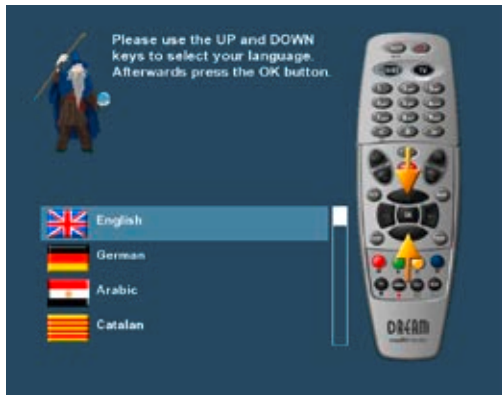 Please use the UP and DOWN
keys to select your language.
Afterwards press the OK button.
English
German
Arabic
Catalan
DREAM